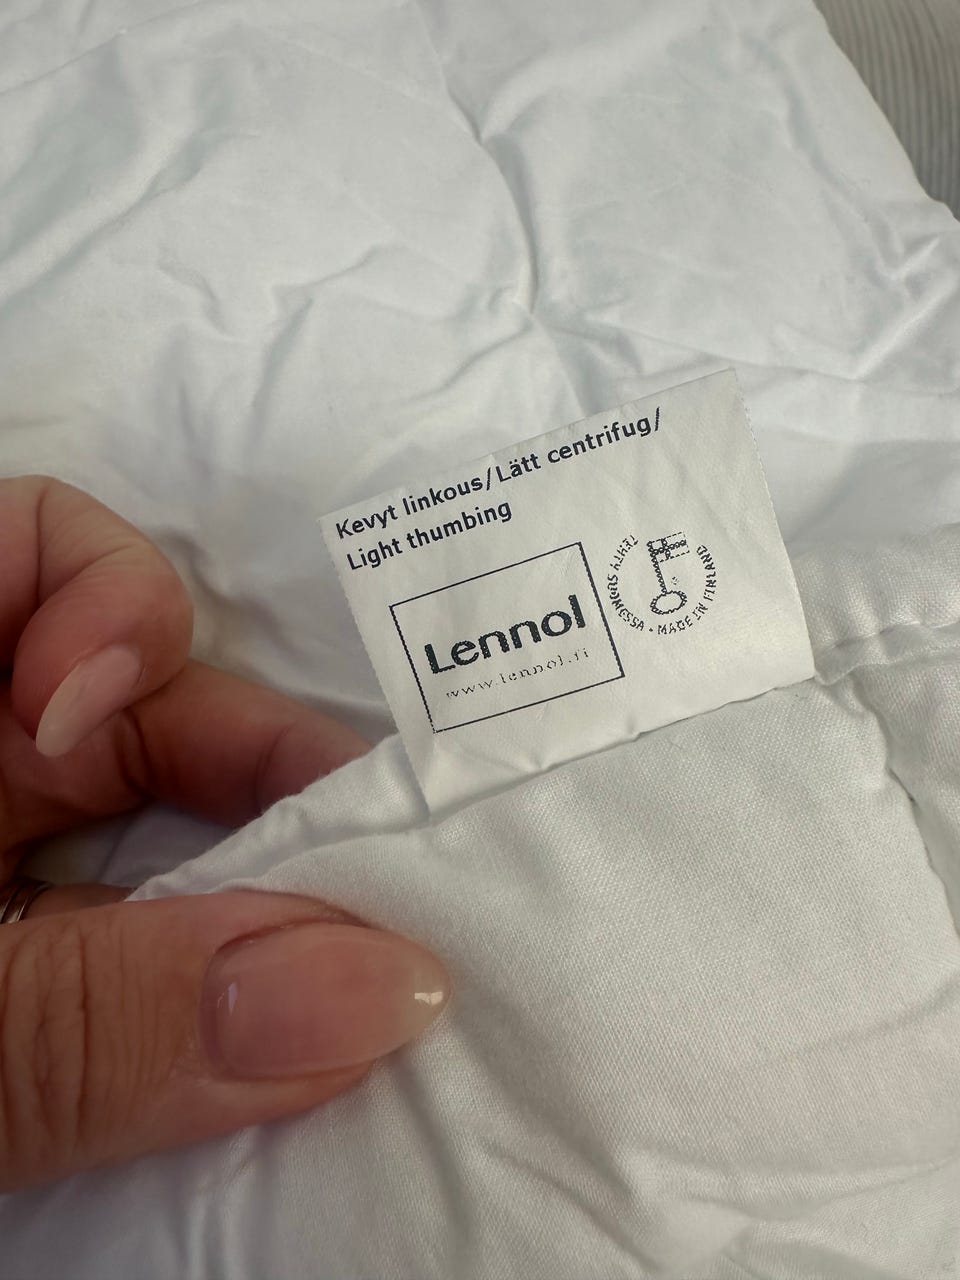 Kevyt linkous/Lätt centrifug/
Light thumbing
Lennol
www.lennol.fi
TEHTY SUOMESSA • MADE IN FINLAND